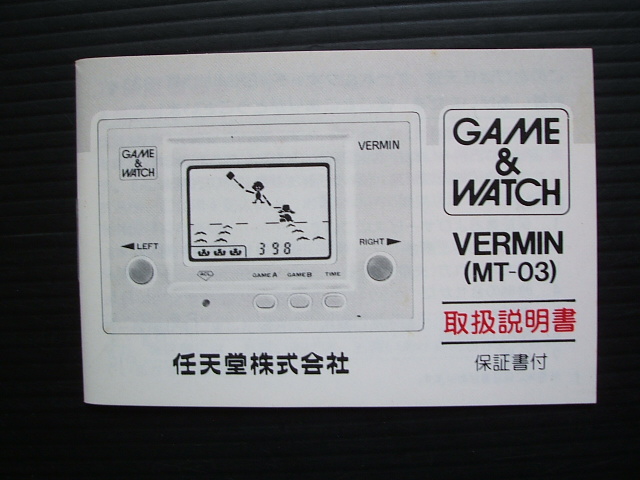 GAME
&
WATCH
VERMIN
◀LEFT
RIGHT▶
398
ACL
GAME A GAME B TIME
任天堂株式会社
GAME
&
WATCH
VERMIN
(MT-03)
取扱説明書
保証書付